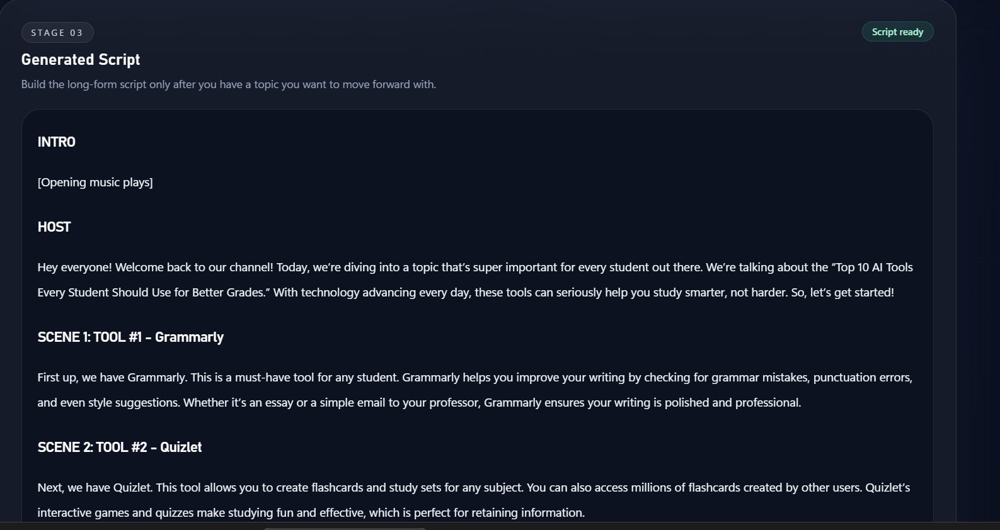 STAGE 03
Script ready
Generated Script
Build the long-form script only after you have a topic you want to move forward with.
INTRO
[Opening music plays]
HOST
Hey everyone! Welcome back to our channel! Today, we’re diving into a topic that’s super important for every student out there. We’re talking about the “Top 10 AI Tools
Every Student Should Use for Better Grades.” With technology advancing every day, these tools can seriously help you study smarter, not harder. So, let’s get started!
SCENE 1: TOOL #1 – Grammarly
First up, we have Grammarly. This is a must-have tool for any student. Grammarly helps you improve your writing by checking for grammar mistakes, punctuation errors,
and even style suggestions. Whether it’s an essay or a simple email to your professor, Grammarly ensures your writing is polished and professional.
SCENE 2: TOOL #2 – Quizlet
Next, we have Quizlet. This tool allows you to create flashcards and study sets for any subject. You can also access millions of flashcards created by other users. Quizlet’s
interactive games and quizzes make studying fun and effective, which is perfect for retaining information.